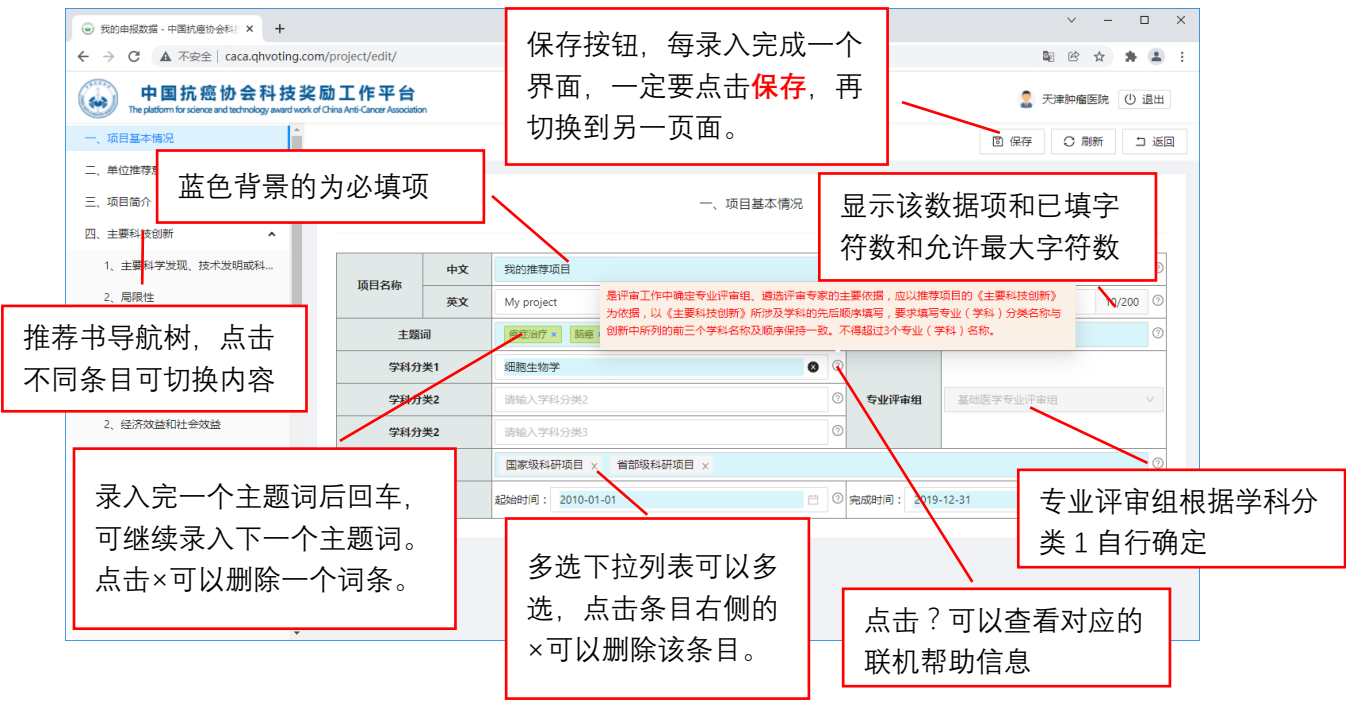 我的申报数据 - 中国抗癌协会科
不安全 | caca.qhvoting.com/project/edit/
中国抗癌协会科技奖励工作平台
The platform for science and technology award work of China Anti-Cancer Association
天津肿瘤医院
退出
保存按钮，每录入完成一个
界面，一定要点击保存，再
切换到另一页面。
保存
刷新
返回
一、项目基本情况
二、单位推荐
三、项目简介
四、主要科技创新
1、主要科学发现、技术发明或科...
2、局限性
2、经济效益和社会效益
蓝色背景的为必填项
一、项目基本情况
显示该数据项和已填字
符数和允许最大字符数
推荐书导航树，点击
不同条目可切换内容
项目名称
中文
我的推荐项目
英文
My project
10/200
是评审工作中确定专业评审组、遴选评审专家的主要依据，应以推荐项目的《主要科技创新》
为依据，以《主要科技创新》所涉及学科的先后顺序填写，要求填写专业（学科）分类名称与
创新中所列的前三个学科名称及顺序保持一致。不得超过3个专业（学科）名称。
主题词
癌症治疗 ×
脑癌
学科分类1
细胞生物学
学科分类2
请输入学科分类2
专业评审组
基础医学专业评审组
学科分类2
请输入学科分类3
国家级科研项目 ×
省部级科研项目 ×
起始时间： 2010-01-01
完成时间： 2019-12-31
录入完一个主题词后回车，
可继续录入下一个主题词。
点击×可以删除一个词条。
多选下拉列表可以多
选，点击条目右侧的
×可以删除该条目。
专业评审组根据学科分
类1自行确定
点击？可以查看对应的
联机帮助信息